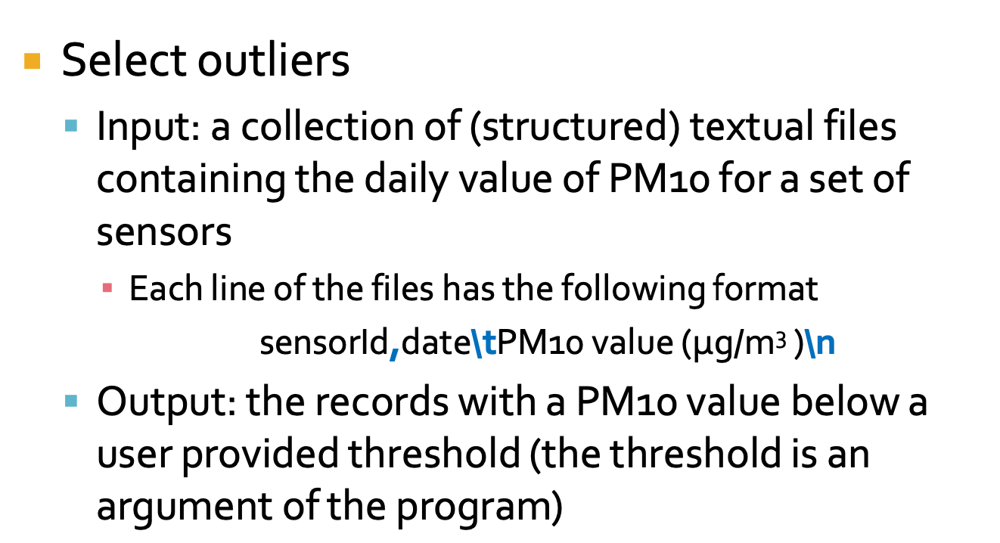 Select outliers
Input: a collection of (structured) textual files
containing the daily value of PM10 for a set of
sensors
Each line of the files has the following format
sensorId,date\tPM10 value (μg/m³ )\n
Output: the records with a PM10 value below a
user provided threshold (the threshold is an
argument of the program)